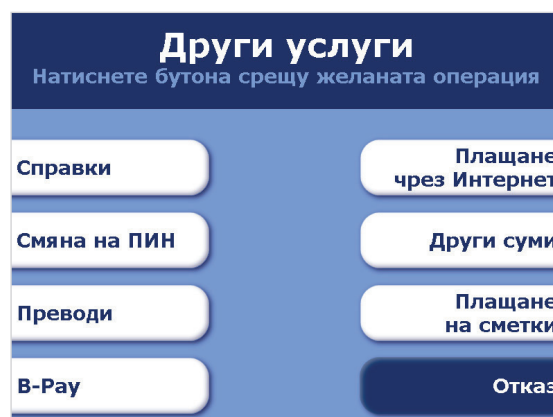 Други услуги
Натиснете бутона срещу желаната операция
Справки
Плащане
чрез Интернет
Смяна на ПИН
Други суми
Преводи
Плащане
на сметки
B-Pay
Отказ